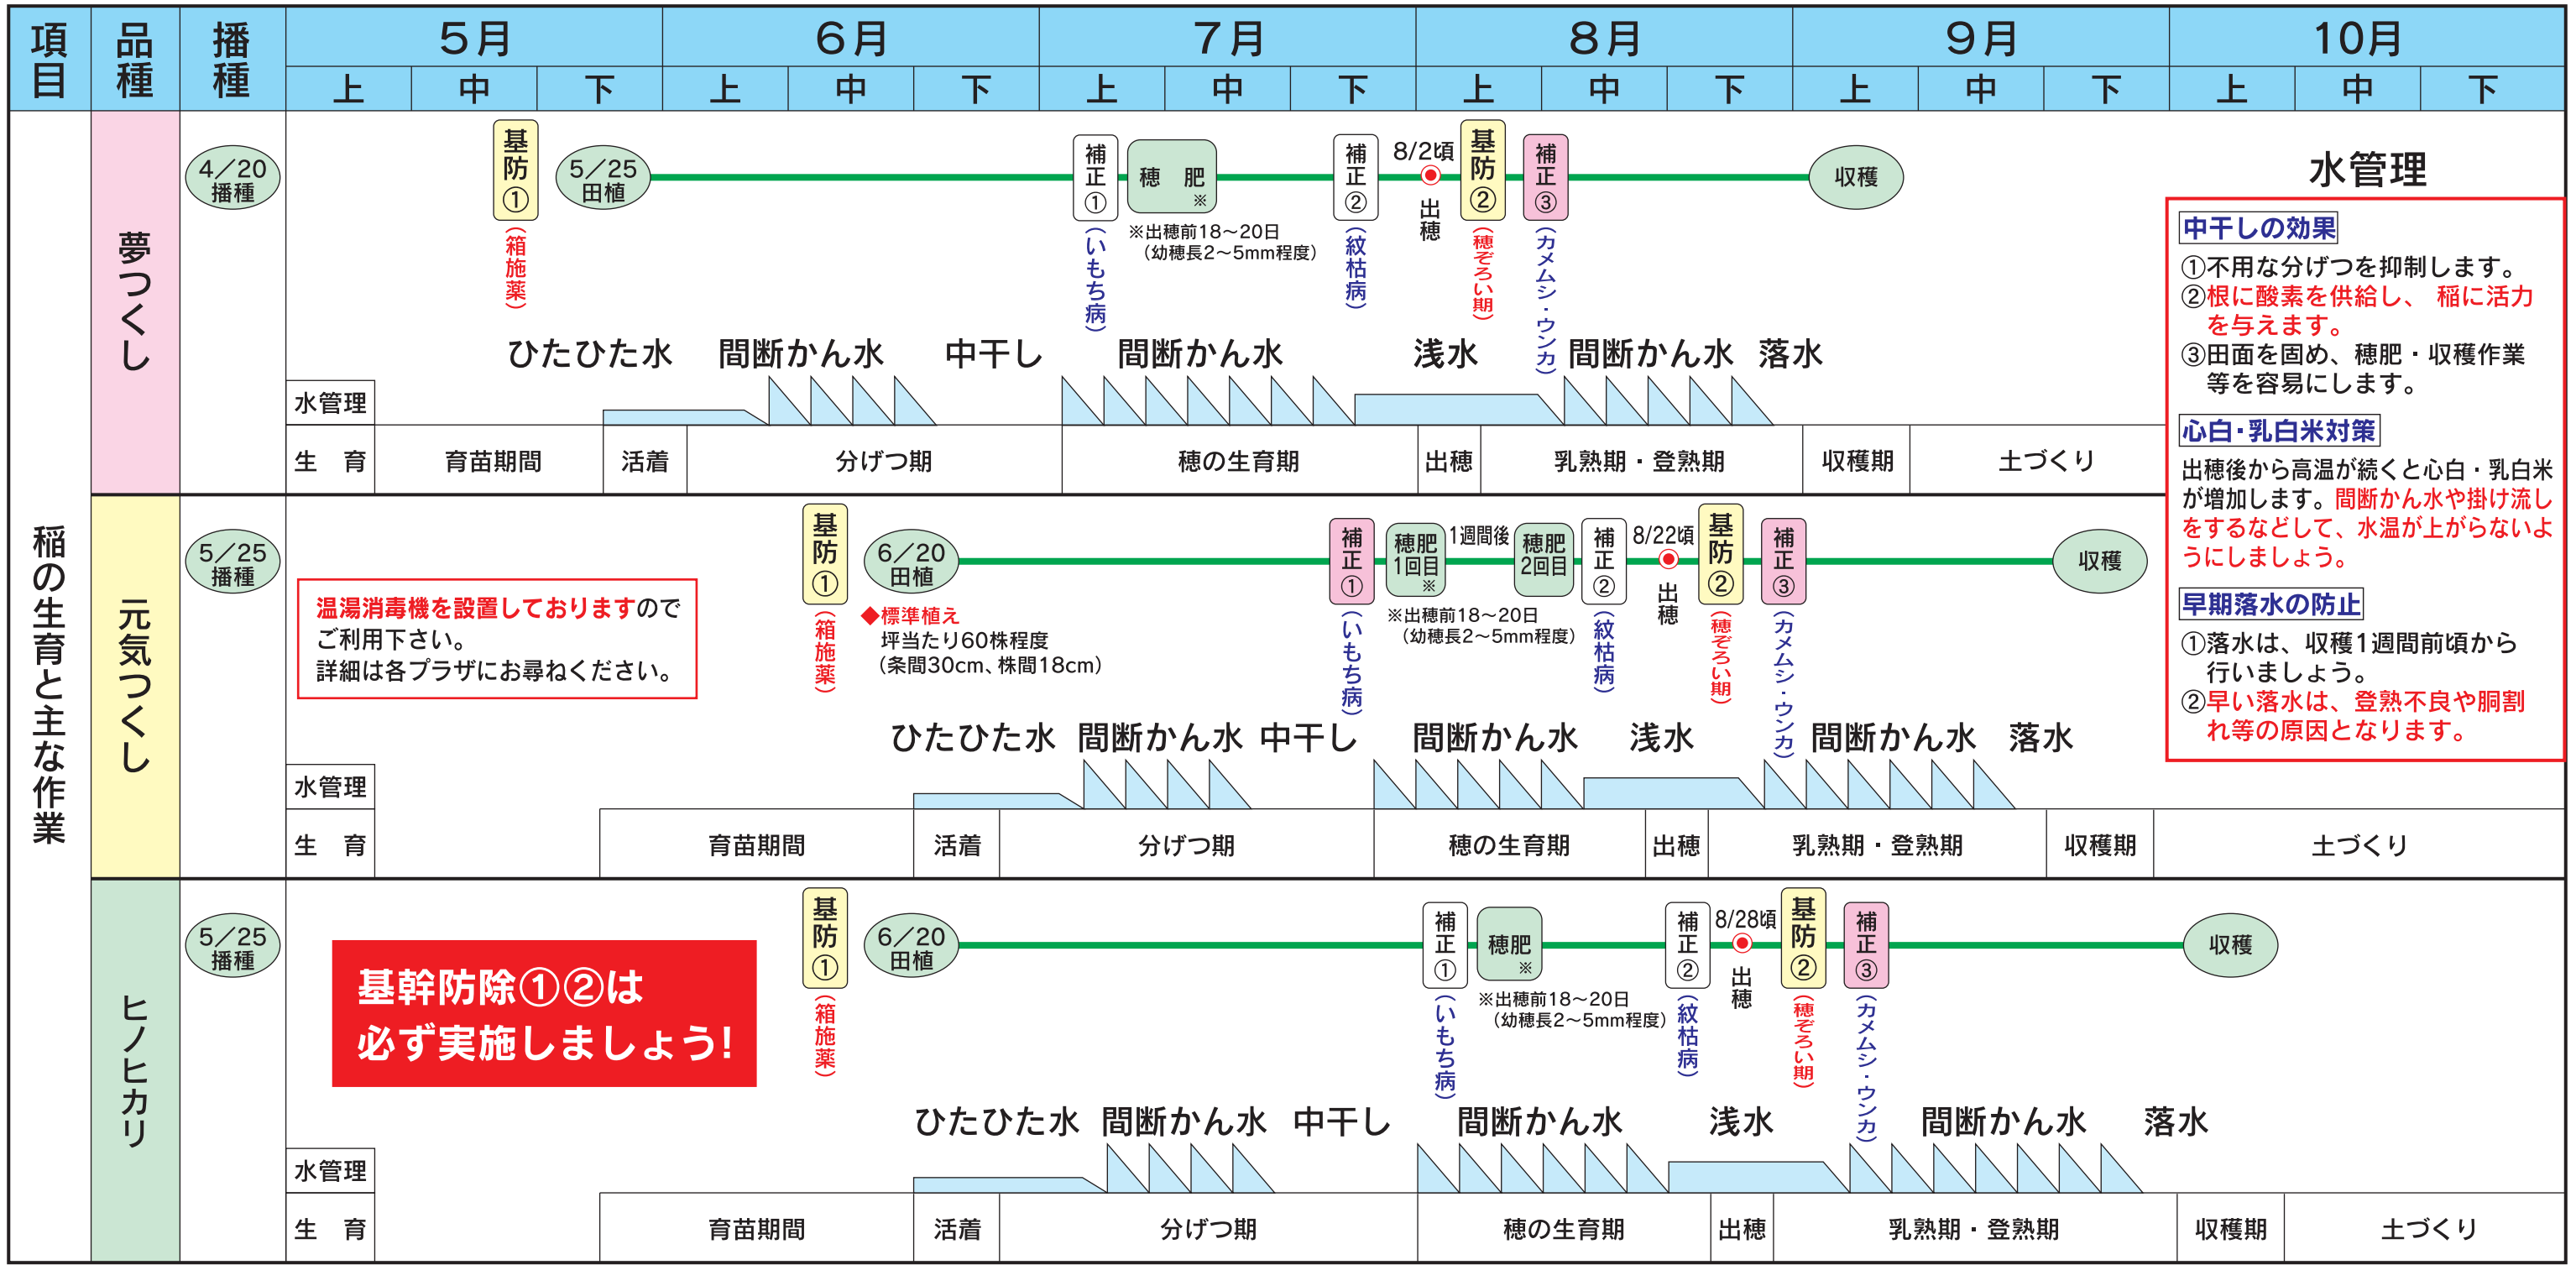 項目
品種
播種
5月
6月
7月
8月
9月
10月
上 中 下 上 中 下 上 中 下 上 中 下 上 中 下 上 中 下
稲の生育と主な作業
夢つくし
4／20
播種
基防①
（箱施薬）
5／25
田植
補正①
（いもち病）
穂 肥
※
※出穂前18〜20日
（幼穂長2〜5mm程度）
補正②
（紋枯病）
8/2頃
出穂
基防②
（穂ぞろい期）
補正③
（カメムシ・ウンカ）
収穫
ひたひた水 間断かん水 中干し 間断かん水 浅水 間断かん水 落水
水管理
生 育
育苗期間 活着 分げつ期 穂の生育期 出穂 乳熟期・登熟期 収穫期 土づくり
元気つくし
5／25
播種
温湯消毒機を設置しておりますので
ご利用下さい。
詳細は各プラザにお尋ねください。
基防①
（箱施薬）
6／20
田植
◆標準植え
坪当たり60株程度
（条間30cm、株間18cm）
補正①
（いもち病）
穂肥
1回目
※
1週間後
穂肥
2回目
※出穂前18〜20日
（幼穂長2〜5mm程度）
補正②
（紋枯病）
8/22頃
出穂
基防②
（穂ぞろい期）
補正③
（カメムシ・ウンカ）
収穫
ひたひた水 間断かん水 中干し 間断かん水 浅水 間断かん水 落水
水管理
生 育
育苗期間 活着 分げつ期 穂の生育期 出穂 乳熟期・登熟期 収穫期 土づくり
ヒノヒカリ
5／25
播種
基幹防除①②は
必ず実施しましょう!
基防①
（箱施薬）
6／20
田植
補正①
（いもち病）
穂肥
※
※出穂前18〜20日
（幼穂長2〜5mm程度）
補正②
（紋枯病）
8/28頃
出穂
基防②
（穂ぞろい期）
補正③
（カメムシ・ウンカ）
収穫
ひたひた水 間断かん水 中干し 間断かん水 浅水 間断かん水 落水
水管理
生 育
育苗期間 活着 分げつ期 穂の生育期 出穂 乳熟期・登熟期 収穫期 土づくり
水管理
中干しの効果
①不用な分げつを抑制します。
②根に酸素を供給し、 稲に活力
を与えます。
③田面を固め、穂肥・収穫作業
等を容易にします。
心白・乳白米対策
出穂後から高温が続くと心白・乳白米
が増加します。間断かん水や掛け流し
をするなどして、水温が上がらないよ
うにしましょう。
早期落水の防止
①落水は、収穫1週間前頃から
行いましょう。
②早い落水は、登熟不良や胴割
れ等の原因となります。